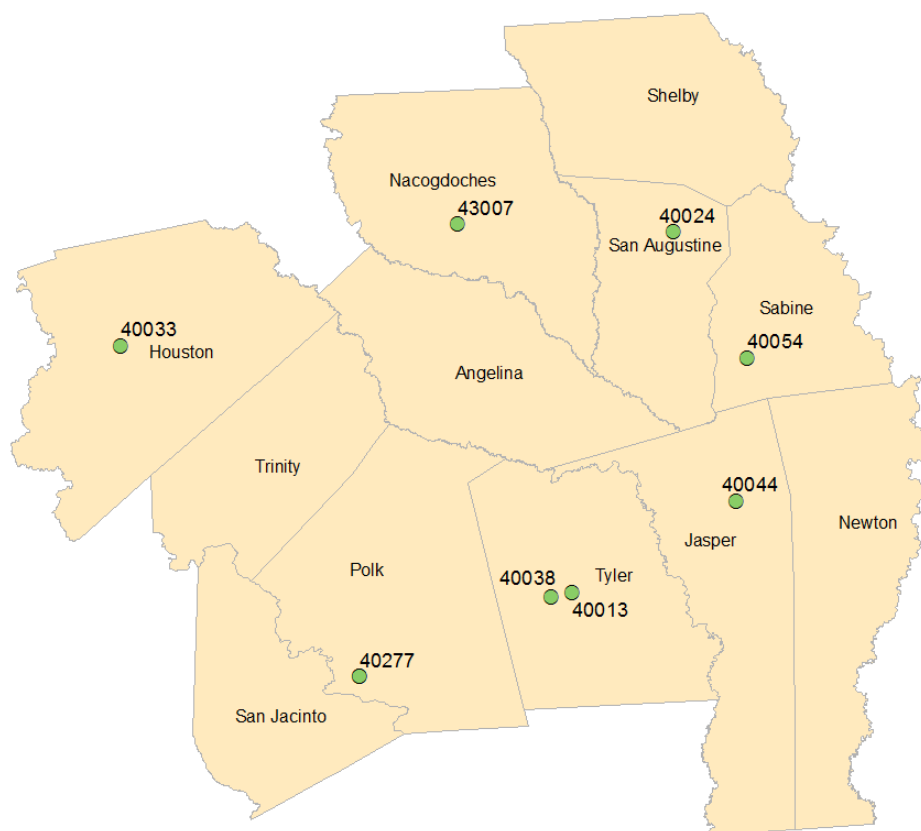 Shelby
Nacogdoches
43007
40024
San Augustine
Sabine
40054
40033
Houston
Angelina
Trinity
40044
Newton
Jasper
Polk
40038
Tyler
40013
40277
San Jacinto